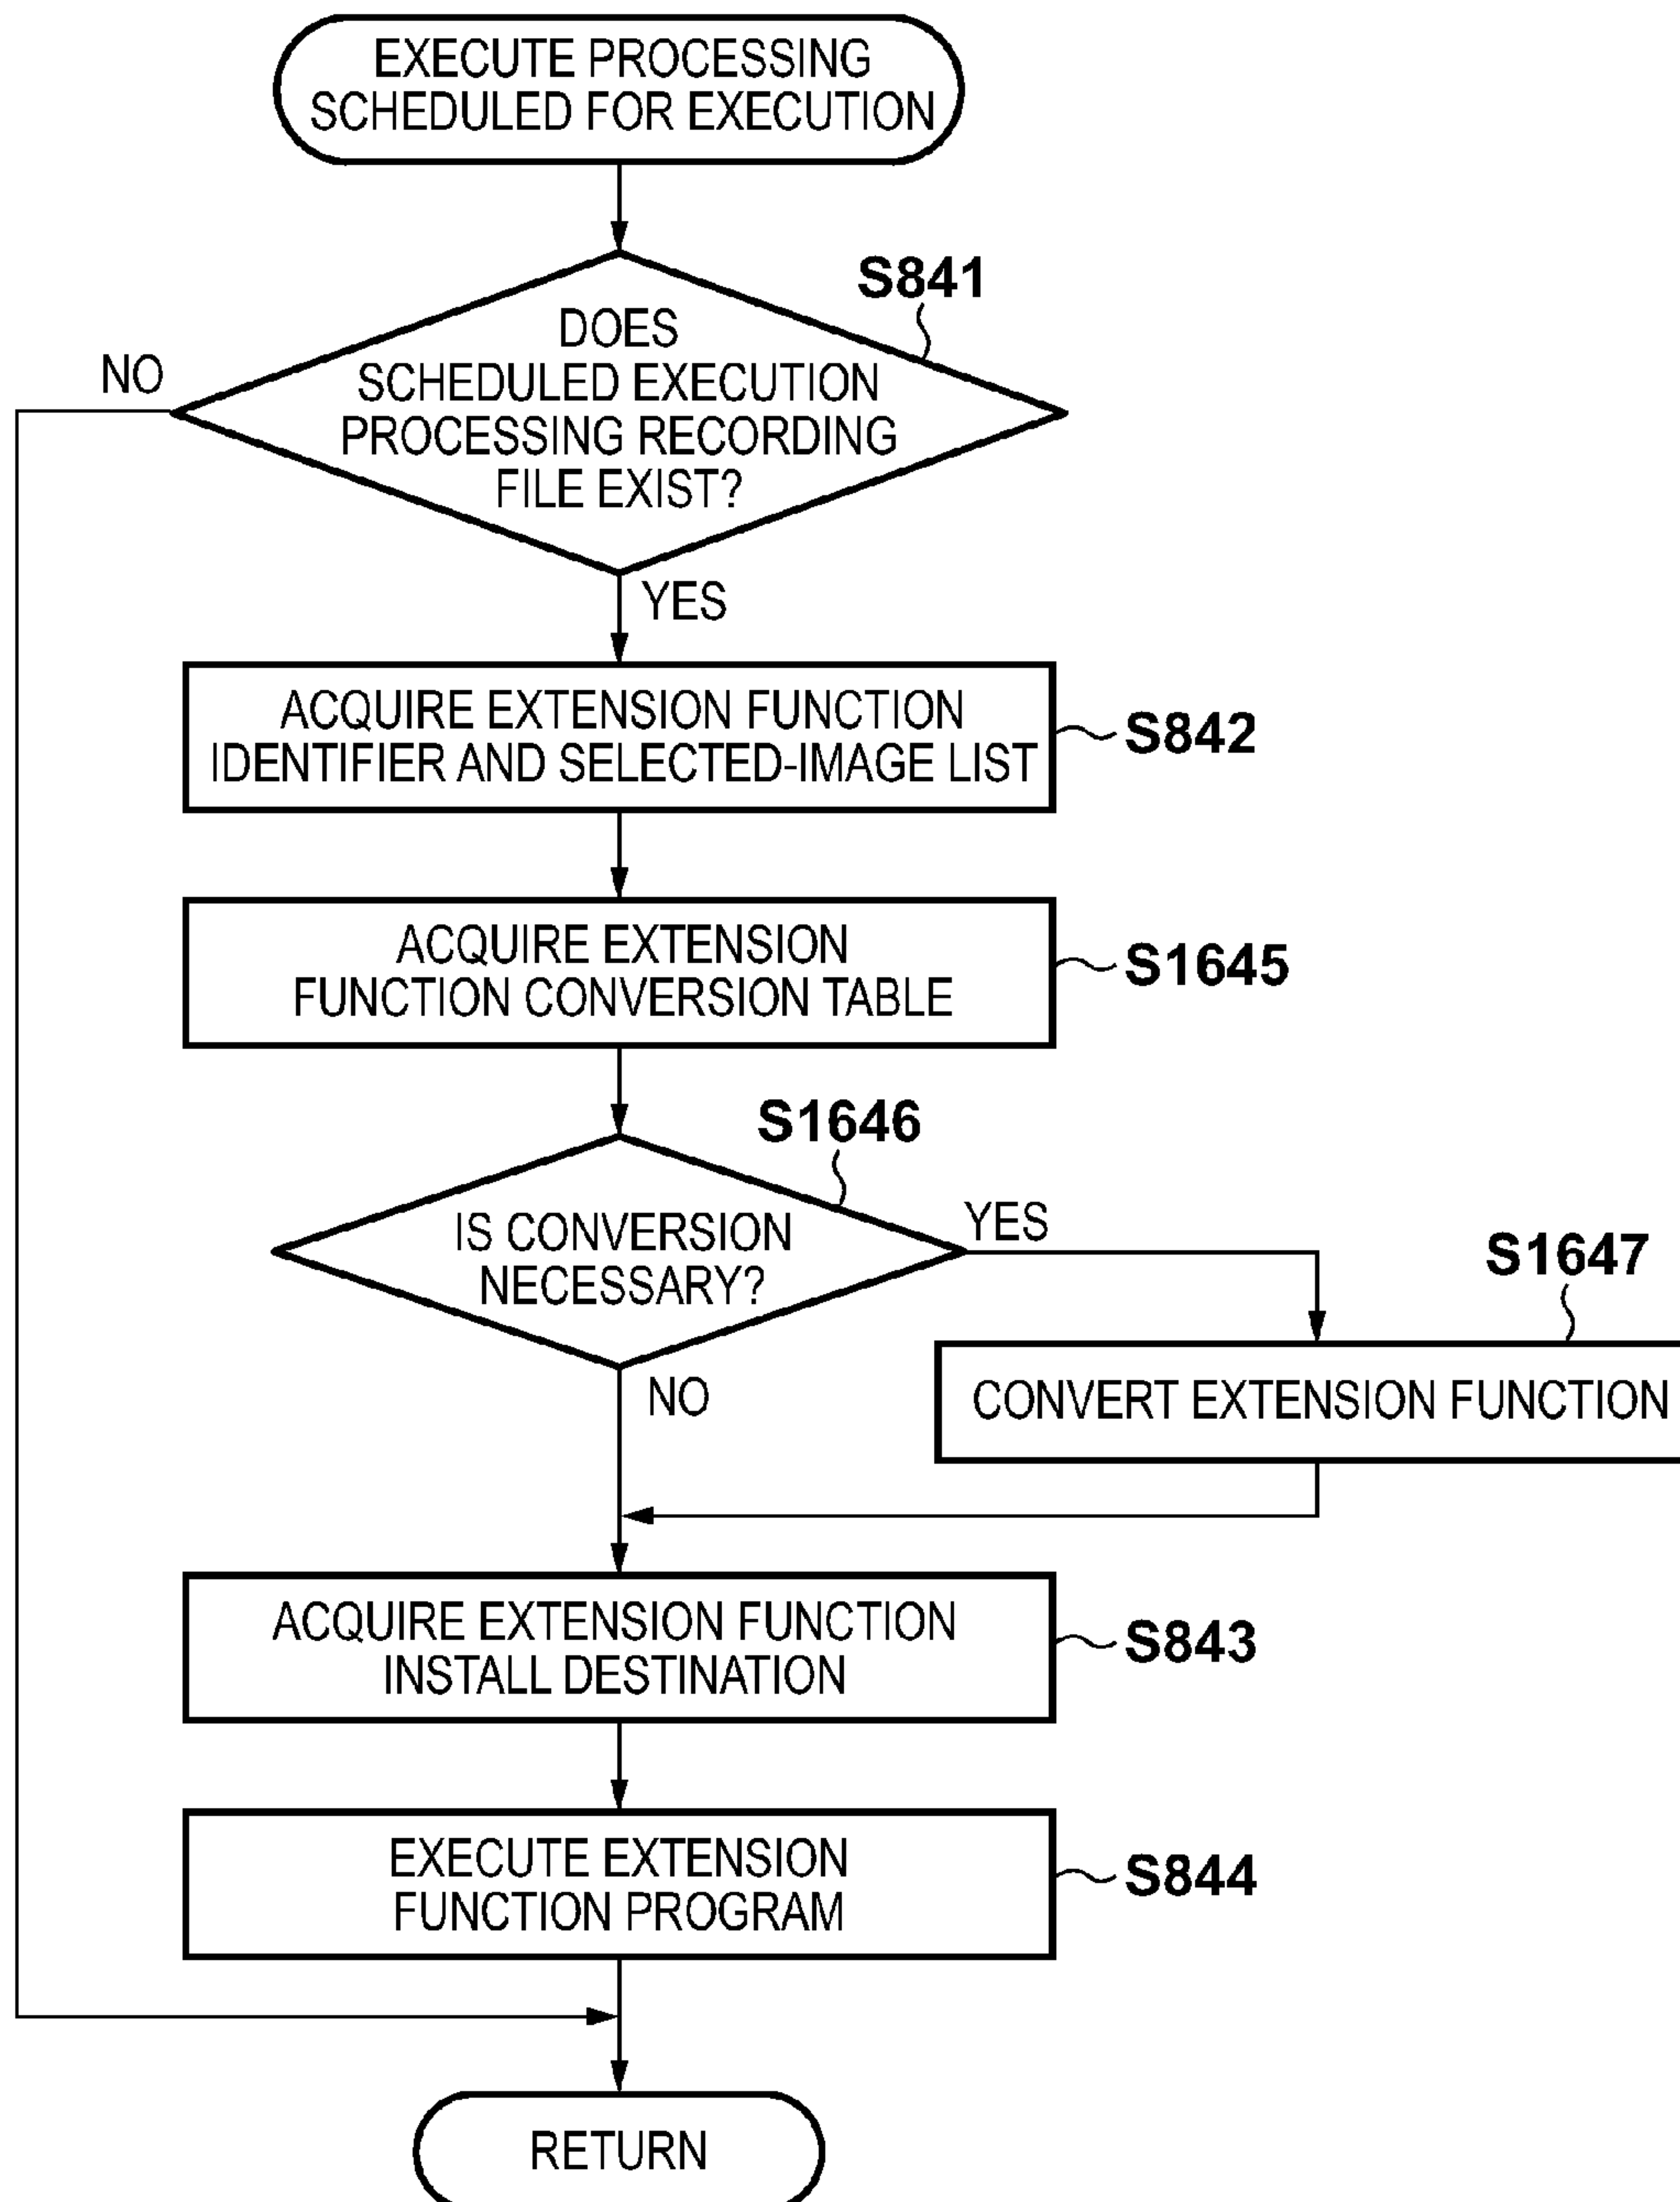 EXECUTE PROCESSING
SCHEDULED FOR EXECUTION
S841
DOES
SCHEDULED EXECUTION
PROCESSING RECORDING
FILE EXIST?
NO
YES
ACQUIRE EXTENSION FUNCTION
IDENTIFIER AND SELECTED-IMAGE LIST
S842
ACQUIRE EXTENSION
FUNCTION CONVERSION TABLE
S1645
S1646
IS CONVERSION
NECESSARY?
YES
S1647
CONVERT EXTENSION FUNCTION
NO
ACQUIRE EXTENSION FUNCTION
INSTALL DESTINATION
S843
EXECUTE EXTENSION
FUNCTION PROGRAM
S844
RETURN